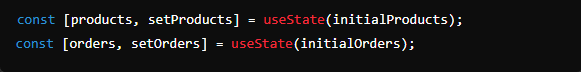 const [products, setProducts] = useState(initialProducts);
const [orders, setOrders] = useState(initialOrders);